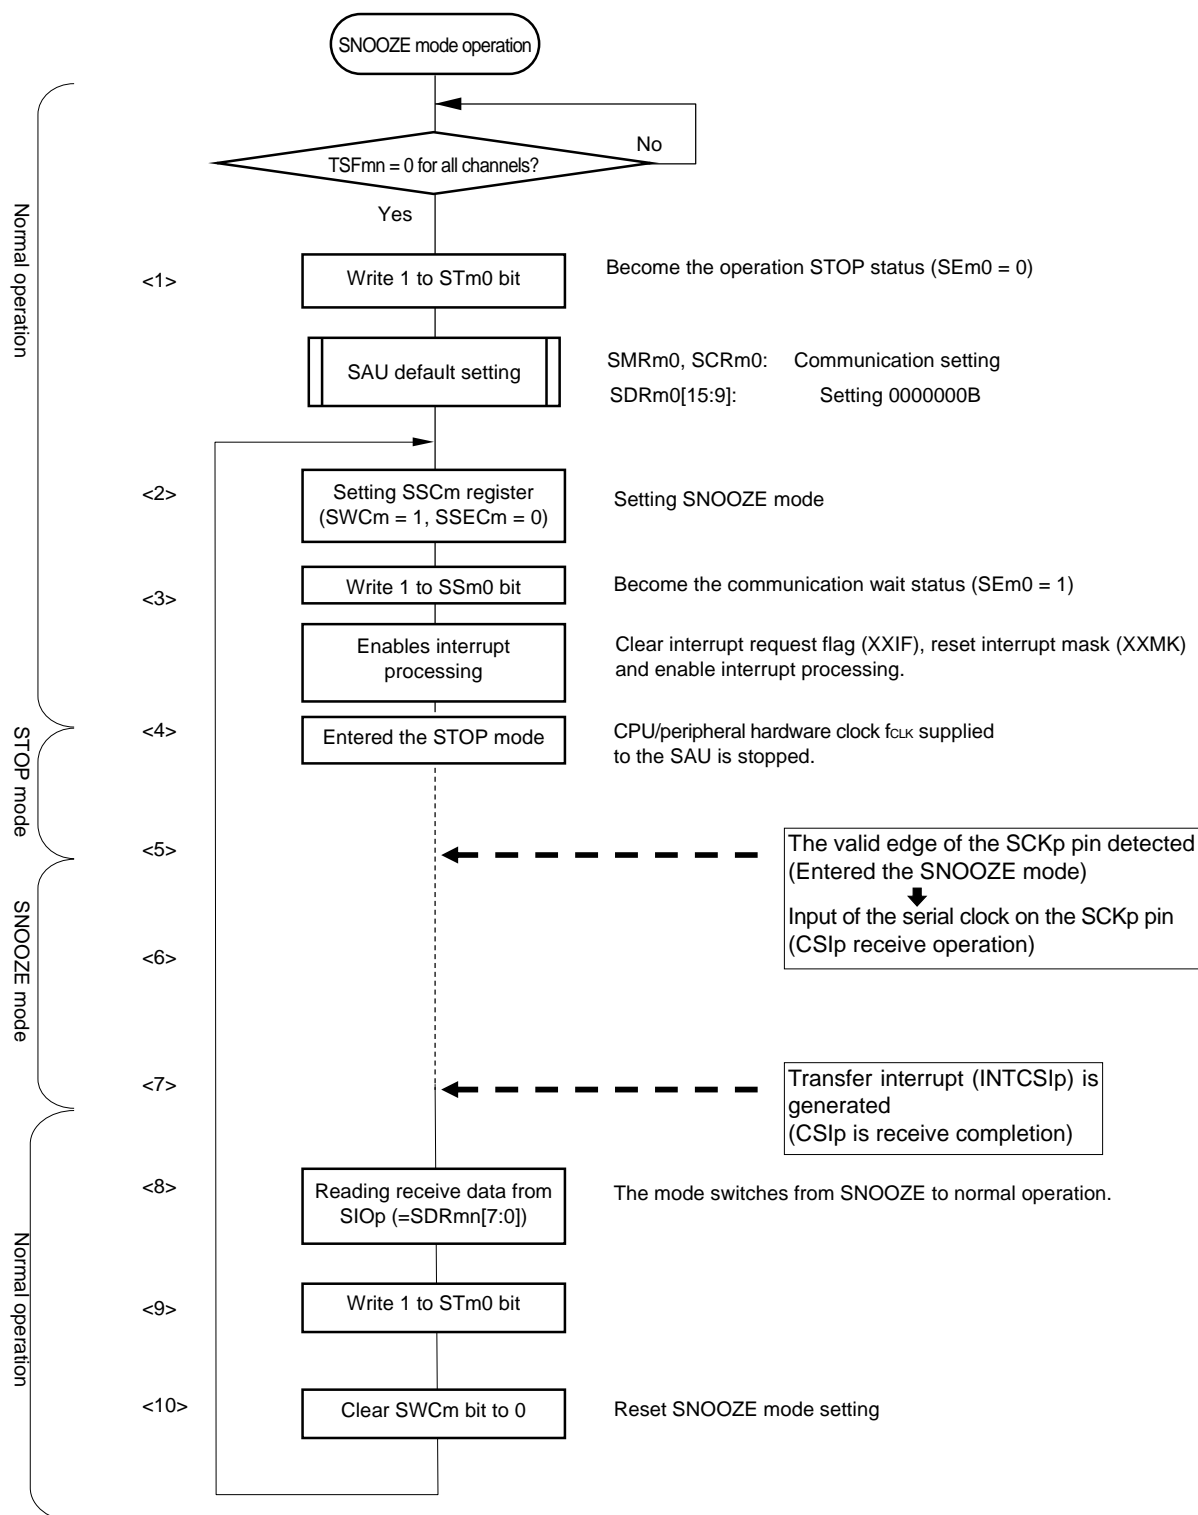 SNOOZE mode operation
No
TSFmn = 0 for all channels?
Yes
Normal operation
<1>
Write 1 to STm0 bit
Become the operation STOP status (SEm0 = 0)
SAU default setting
SMRm0, SCRm0: Communication setting
SDRm0[15:9]: Setting 0000000B
<2>
Setting SSCm register
(SWCm = 1, SSECm = 0)
Setting SNOOZE mode
<3>
Write 1 to SSm0 bit
Become the communication wait status (SEm0 = 1)
Enables interrupt
processing
Clear interrupt request flag (XXIF), reset interrupt mask (XXMK)
and enable interrupt processing.
STOP mode
<4>
Entered the STOP mode
CPU/peripheral hardware clock fCLK supplied
to the SAU is stopped.
<5>
The valid edge of the SCKp pin detected
(Entered the SNOOZE mode)
Input of the serial clock on the SCKp pin
(CSIp receive operation)
SNOOZE mode
<6>
<7>
Transfer interrupt (INTCSIp) is
generated
(CSIp is receive completion)
Normal operation
<8>
Reading receive data from
SIOp (=SDRmn[7:0])
The mode switches from SNOOZE to normal operation.
<9>
Write 1 to STm0 bit
<10>
Clear SWCm bit to 0
Reset SNOOZE mode setting